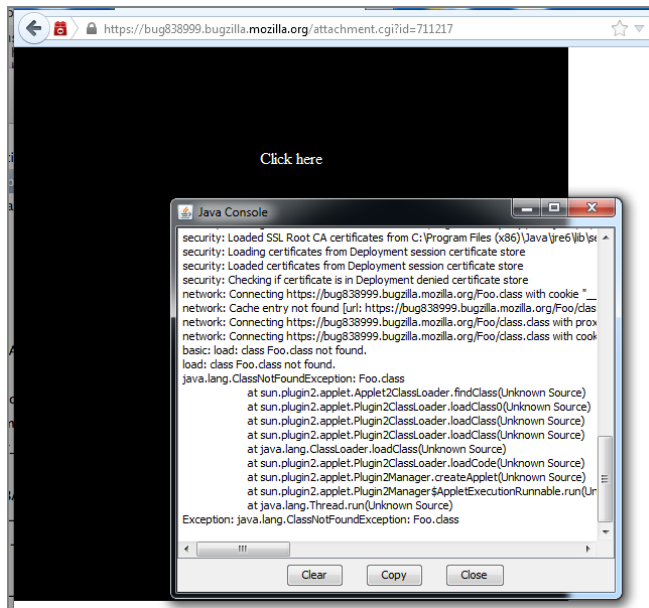 https://bug838999.bugzilla.mozilla.org/attachment.cgi?id=711217
Click here
Java Console
security: Loaded SSL Root CA certificates from C:\Program Files (x86)\Java\jre6\lib\se
security: Loading certificates from Deployment session certificate store
security: Loaded certificates from Deployment session certificate store
security: Checking if certificate is in Deployment denied certificate store
network: Connecting https://bug838999.bugzilla.mozilla.org/Foo.class with cookie "__
network: Cache entry not found [url: https://bug838999.bugzilla.mozilla.org/Foo/clas
network: Connecting https://bug838999.bugzilla.mozilla.org/Foo/class.class with prox
network: Connecting https://bug838999.bugzilla.mozilla.org/Foo/class.class with cook
basic: load: class Foo.class not found.
load: class Foo.class not found.
java.lang.ClassNotFoundException: Foo.class
at sun.plugin2.applet.Applet2ClassLoader.findClass(Unknown Source)
at sun.plugin2.applet.Plugin2ClassLoader.loadClass0(Unknown Source)
at sun.plugin2.applet.Plugin2ClassLoader.loadClass(Unknown Source)
at sun.plugin2.applet.Plugin2ClassLoader.loadClass(Unknown Source)
at java.lang.ClassLoader.loadClass(Unknown Source)
at sun.plugin2.applet.Plugin2ClassLoader.loadCode(Unknown Source)
at sun.plugin2.applet.Plugin2Manager.createApplet(Unknown Source)
at sun.plugin2.applet.Plugin2Manager$AppletExecutionRunnable.run(Un
at java.lang.Thread.run(Unknown Source)
Exception: java.lang.ClassNotFoundException: Foo.class
Clear Copy Close